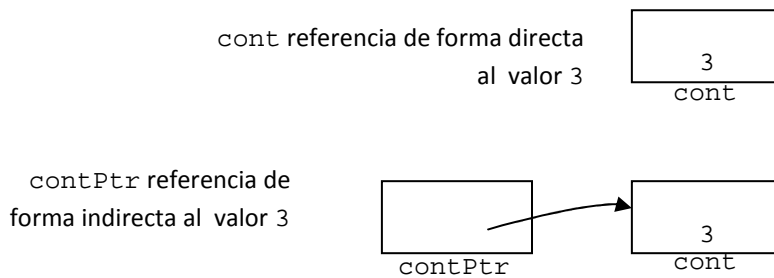 cont referencia de forma directa
al valor 3
3
cont
contPtr referencia de
forma indirecta al valor 3
3
contPtr
cont